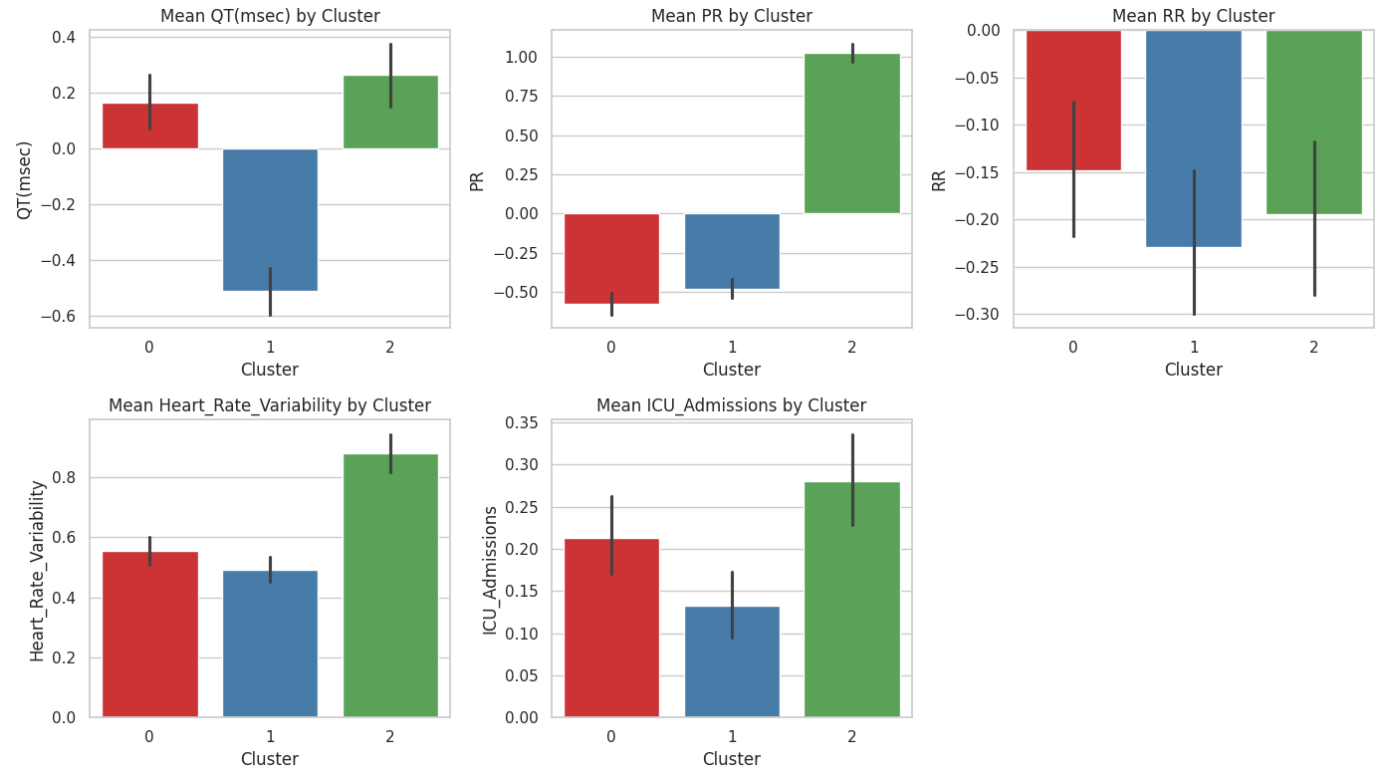 Mean QT(msec) by Cluster
QT(msec)
0.4
0.2
0.0
−0.2
−0.4
−0.6
0 1 2
Cluster
Mean PR by Cluster
PR
1.00
0.75
0.50
0.25
0.00
−0.25
−0.50
0 1 2
Cluster
Mean RR by Cluster
RR
0.00
−0.05
−0.10
−0.15
−0.20
−0.25
−0.30
0 1 2
Cluster
Mean Heart_Rate_Variability by Cluster
Heart_Rate_Variability
0.8
0.6
0.4
0.2
0.0
0 1 2
Cluster
Mean ICU_Admissions by Cluster
ICU_Admissions
0.35
0.30
0.25
0.20
0.15
0.10
0.05
0.00
0 1 2
Cluster